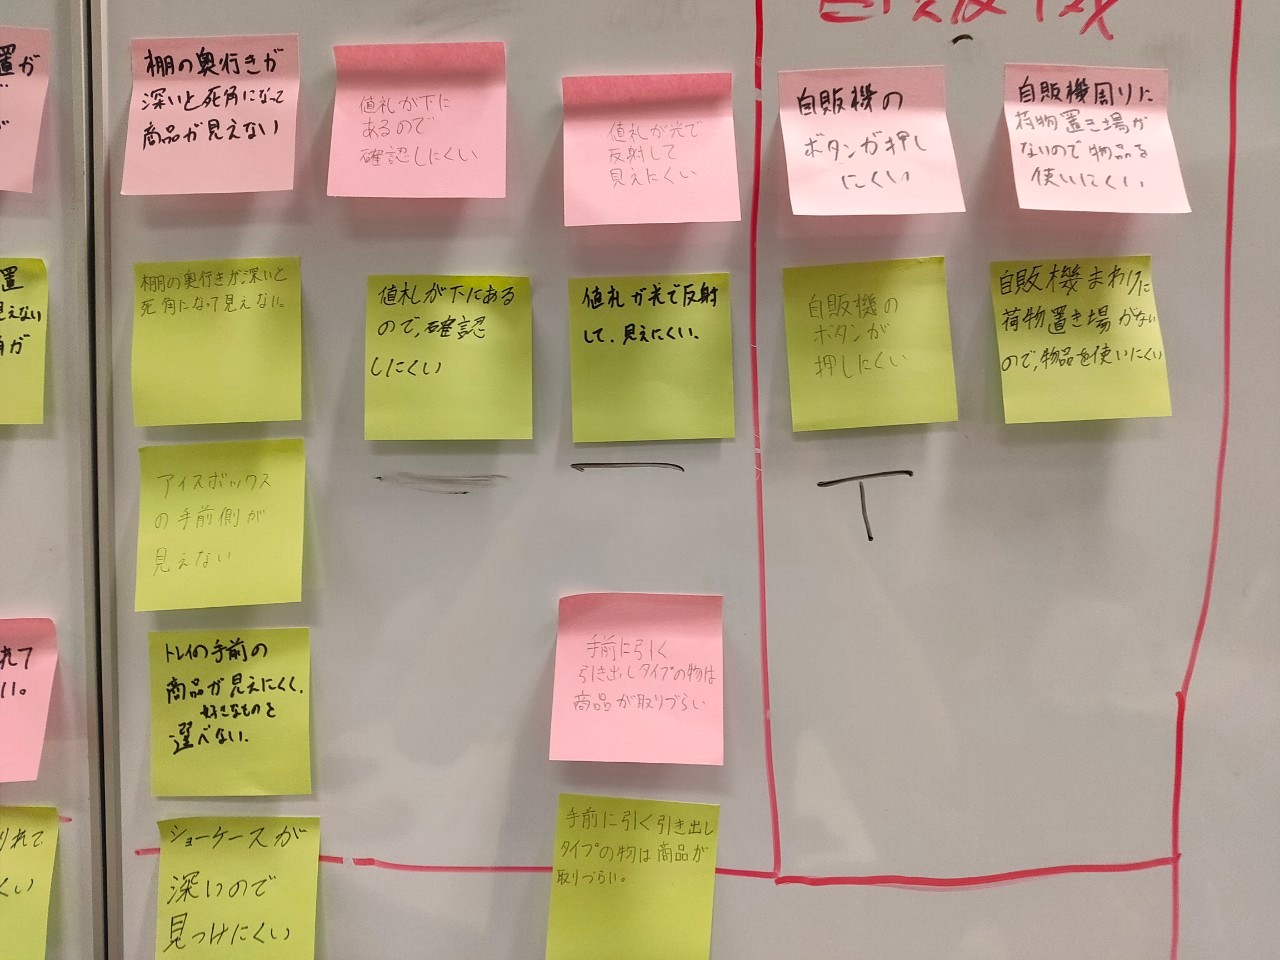 自販機
棚の奥行きが
深いと死角になって
商品が見えない
値札が下に
あるので
確認しにくい
値札が光で
反射して
見えにくい
自販機の
ボタンが押し
にくい
自販機周りに
荷物置き場が
ないので物品を
使いにくい
棚の奥行きが深いと
死角になって見えない。
値札が下にある
ので、確認
しにくい
値札が光で反射
して、見えにくい。
自販機の
ボタンが
押しにくい
自販機まわりに
荷物置き場がない
ので、物品を使いにくい
アイスボックス
の手前側が
見えない
トレイの手前の
商品が見えにくく、
好きなものを
選べない。
手前に引く
引き出しタイプの物は
商品が取りづらい
ショーケースが
深いので
見つけにくい
手前に引く引き出し
タイプの物は商品が
取りづらい。
置が
置
見えない
れて
い。
りれて
くい